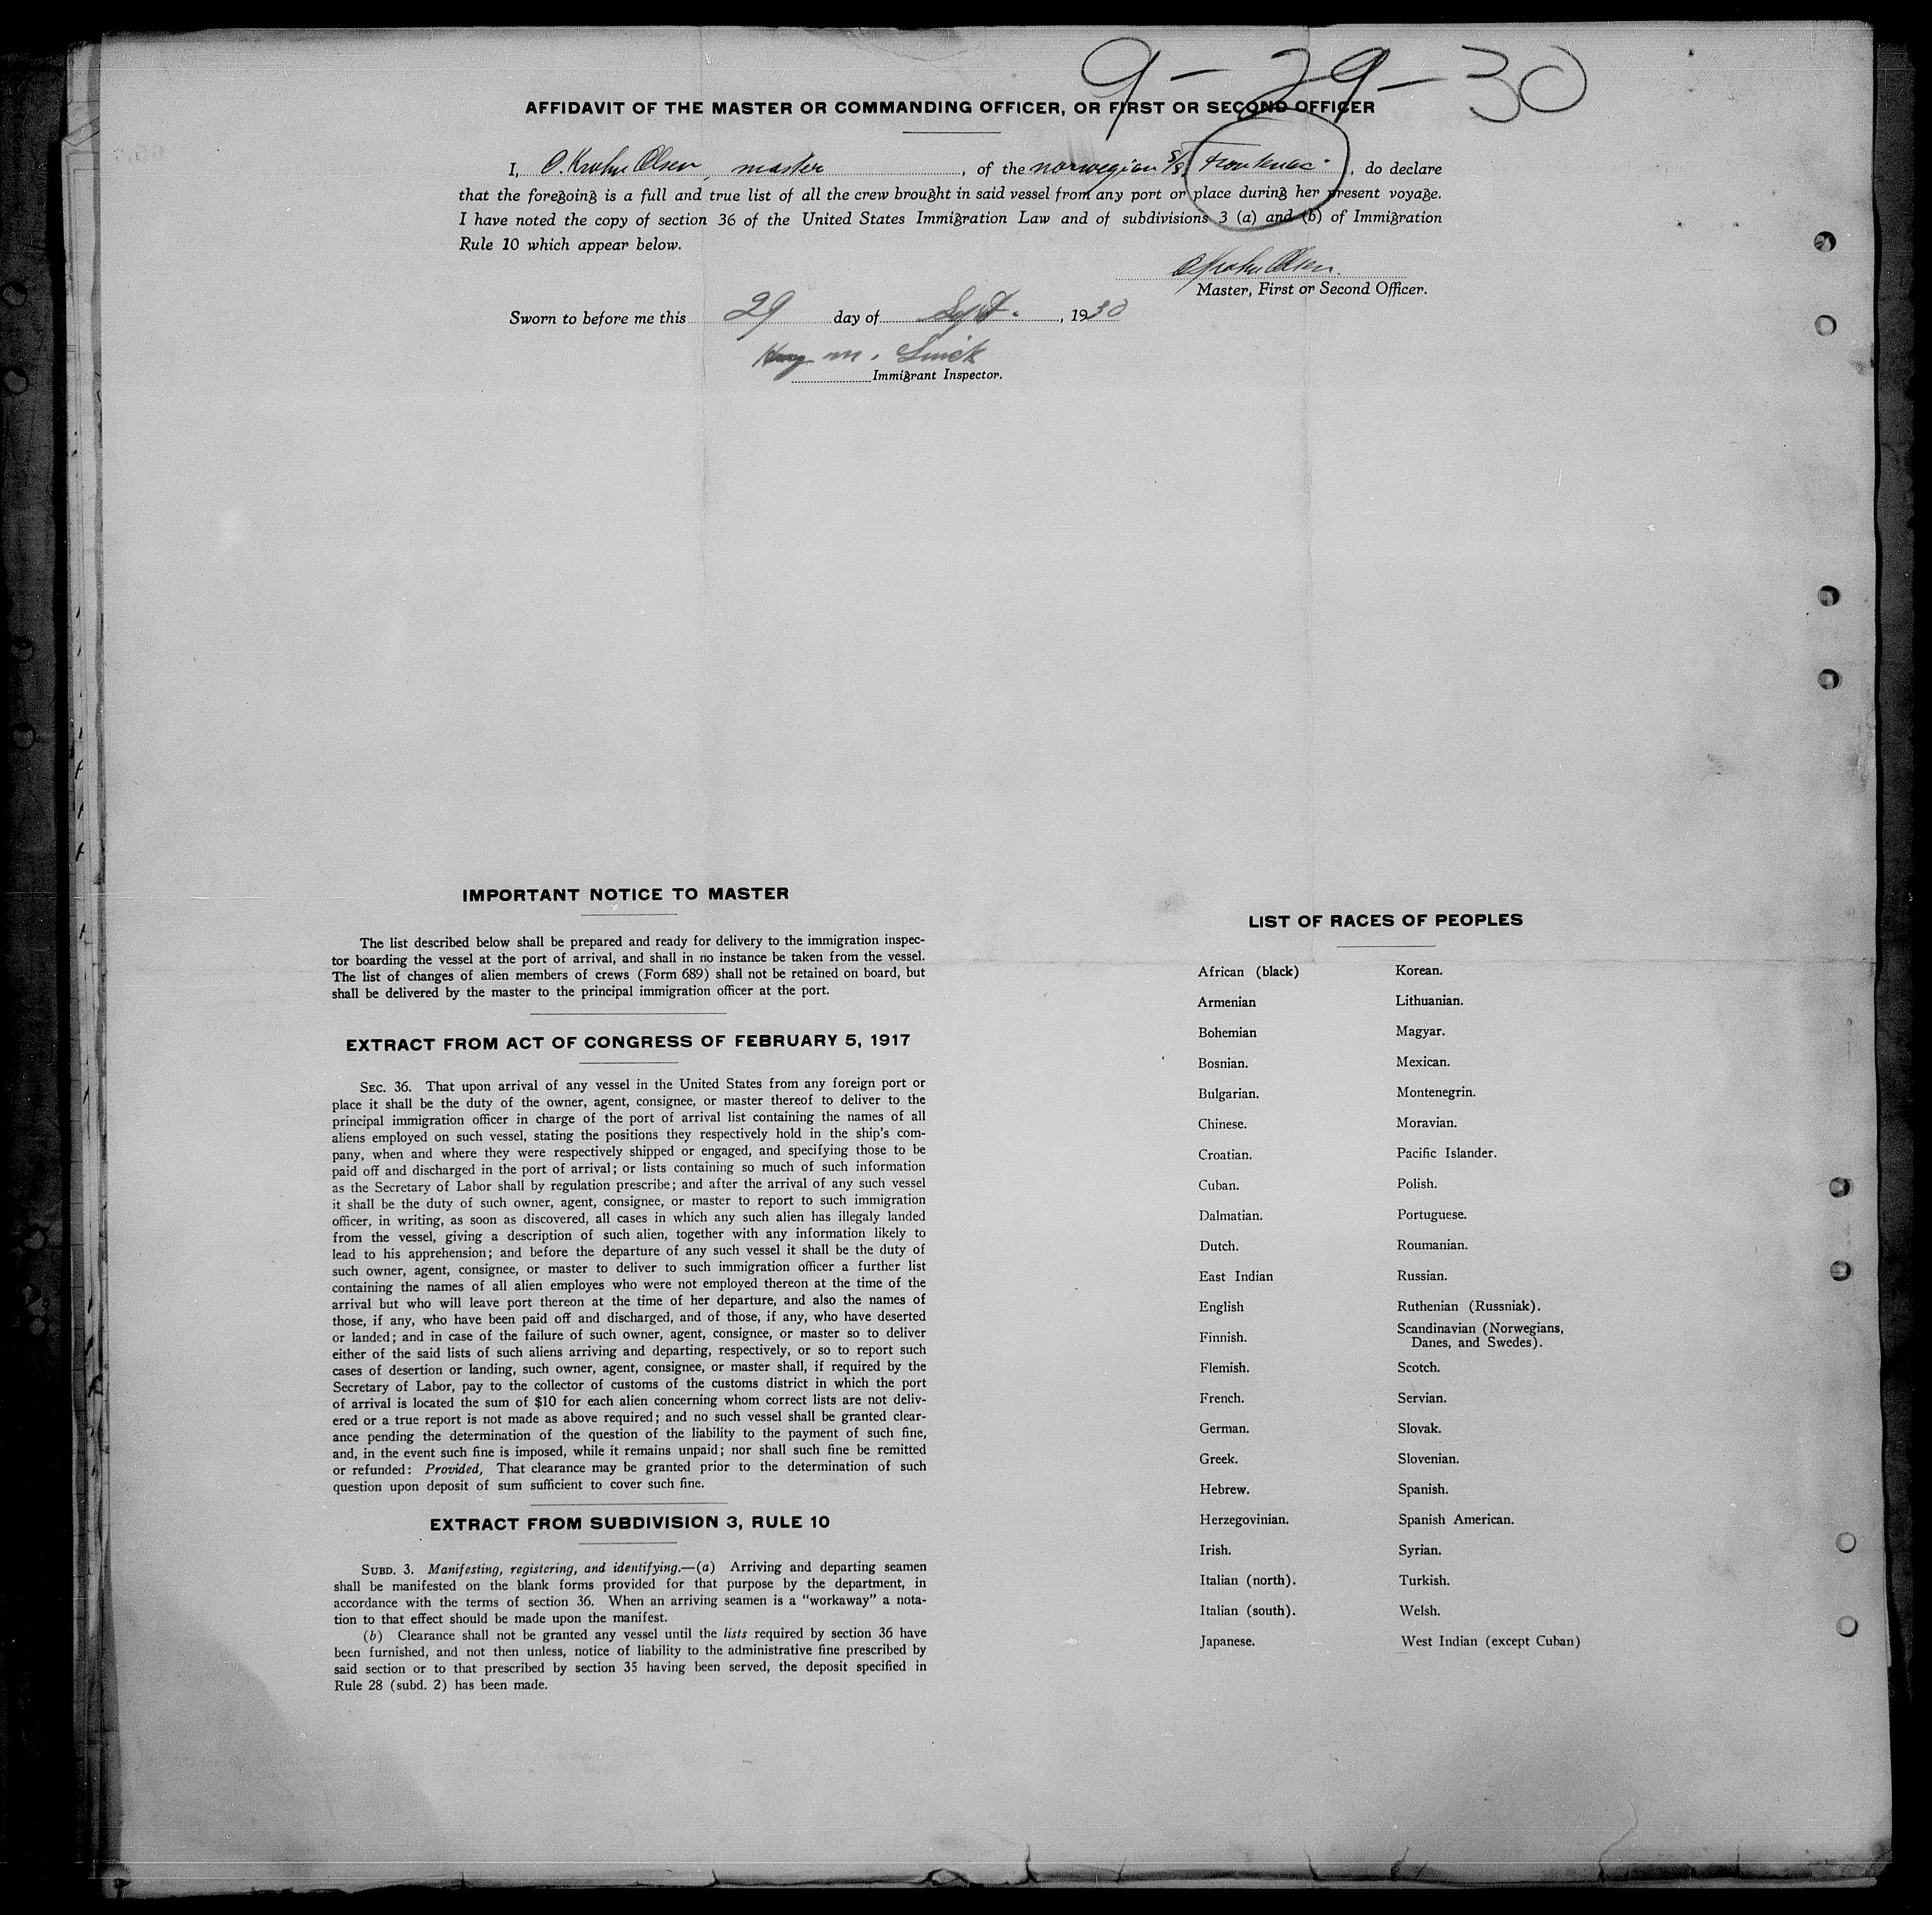 9-29-30
AFFIDAVIT OF THE MASTER OR COMMANDING OFFICER, OR FIRST OR SECOND OFFICER
I, O. Krohn Olsen, master, of the norwegian S/S. Frontenac, do declare
that the foregoing is a full and true list of all the crew brought in said vessel from any port or place during her present voyage.
I have noted the copy of section 36 of the United States Immigration Law and of subdivisions 3 (a) and (b) of Immigration
Rule 10 which appear below.
O Krohn Olsen.
Master, First or Second Officer.
Sworn to before me this 29 day of Sept., 1930
m.
Immigrant Inspector.
IMPORTANT NOTICE TO MASTER
The list described below shall be prepared and ready for delivery to the immigration inspec-
tor boarding the vessel at the port of arrival, and shall in no instance be taken from the vessel.
The list of changes of alien members of crews (Form 689) shall not be retained on board, but
shall be delivered by the master to the principal immigration officer at the port.
EXTRACT FROM ACT OF CONGRESS OF FEBRUARY 5, 1917
SEC. 36. That upon arrival of any vessel in the United States from any foreign port or
place it shall be the duty of the owner, agent, consignee, or master thereof to deliver to the
principal immigration officer in charge of the port of arrival list containing the names of all
aliens employed on such vessel, stating the positions they respectively hold in the ship's com-
pany, when and where they were respectively shipped or engaged, and specifying those to be
paid off and discharged in the port of arrival; or lists containing so much of such information
as the Secretary of Labor shall by regulation prescribe; and after the arrival of any such vessel
it shall be the duty of such owner, agent, consignee, or master to report to such immigration
officer, in writing, as soon as discovered, all cases in which any such alien has illegaly landed
from the vessel, giving a description of such alien, together with any information likely to
lead to his apprehension; and before the departure of any such vessel it shall be the duty of
such owner, agent, consignee, or master to deliver to such immigration officer a further list
containing the names of all alien employes who were not employed thereon at the time of the
arrival but who will leave port thereon at the time of her departure, and also the names of
those, if any, who have been paid off and discharged, and of those, if any, who have deserted
or landed; and in case of the failure of such owner, agent, consignee, or master so to deliver
either of the said lists of such aliens arriving and departing, respectively, or so to report such
cases of desertion or landing, such owner, agent, consignee, or master shall, if required by the
Secretary of Labor, pay to the collector of customs of the customs district in which the port
of arrival is located the sum of $10 for each alien concerning whom correct lists are not deliv-
ered or a true report is not made as above required; and no such vessel shall be granted clear-
ance pending the determination of the question of the liability to the payment of such fine,
and, in the event such fine is imposed, while it remains unpaid; nor shall such fine be remitted
or refunded: Provided, That clearance may be granted prior to the determination of such
question upon deposit of sum sufficient to cover such fine.
EXTRACT FROM SUBDIVISION 3, RULE 10
SUBD. 3. Manifesting, registering, and identifying.—(a) Arriving and departing seamen
shall be manifested on the blank forms provided for that purpose by the department, in
accordance with the terms of section 36. When an arriving seamen is a "workaway" a nota-
tion to that effect should be made upon the manifest.
(b) Clearance shall not be granted any vessel until the lists required by section 36 have
been furnished, and not then unless, notice of liability to the administrative fine prescribed by
said section or to that prescribed by section 35 having been served, the deposit specified in
Rule 28 (subd. 2) has been made.
LIST OF RACES OF PEOPLES
African (black)
Armenian
Bohemian
Bosnian.
Bulgarian.
Chinese.
Croatian.
Cuban.
Dalmatian.
Dutch.
East Indian
English
Finnish.
Flemish.
French.
German.
Greek.
Hebrew.
Herzegovinian.
Irish.
Italian (north).
Italian (south).
Japanese.
Korean.
Lithuanian.
Magyar.
Mexican.
Montenegrin.
Moravian.
Pacific Islander.
Polish.
Portuguese.
Roumanian.
Russian.
Ruthenian (Russniak).
Scandinavian (Norwegians,
Danes, and Swedes).
Scotch.
Servian.
Slovak.
Slovenian.
Spanish.
Spanish American.
Syrian.
Turkish.
Welsh.
West Indian (except Cuban)